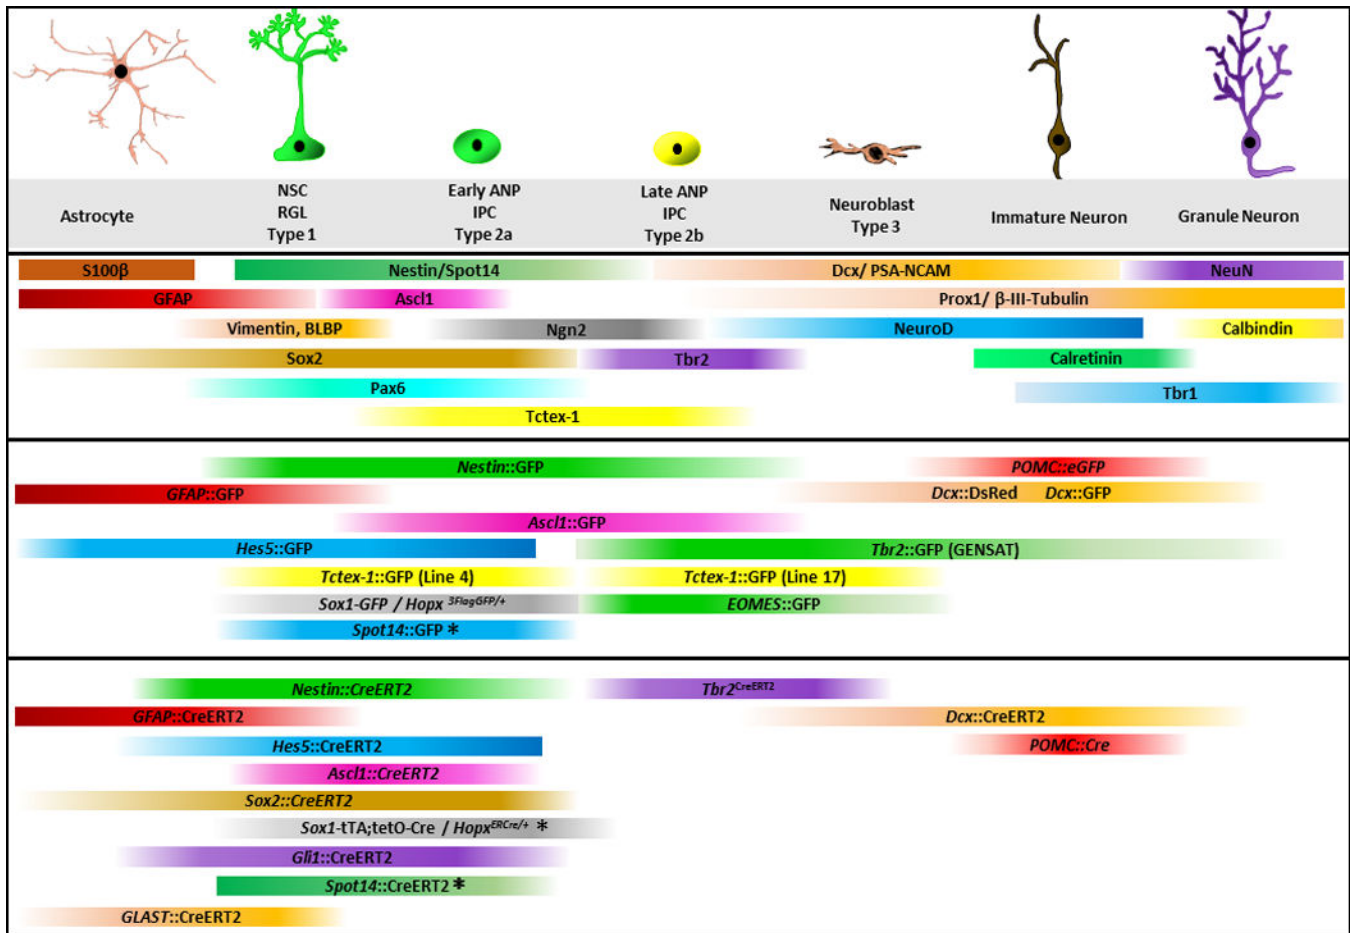 Astrocyte
NSC
RGL
Type 1
Early ANP
IPC
Type 2a
Late ANP
IPC
Type 2b
Neuroblast
Type 3
Immature Neuron
Granule Neuron
S100β
Nestin/Spot14
Dcx/ PSA-NCAM
NeuN
GFAP
Ascl1
Prox1/ β-III-Tubulin
Vimentin, BLBP
Ngn2
NeuroD
Calbindin
Sox2
Tbr2
Calretinin
Pax6
Tbr1
Tctex-1
Nestin::GFP
POMC::eGFP
GFAP::GFP
Dcx::DsRed
Dcx::GFP
Ascl1::GFP
Hes5::GFP
Tbr2::GFP (GENSAT)
Tctex-1::GFP (Line 4)
Tctex-1::GFP (Line 17)
Sox1-GFP / Hopx 3FlagGFP/+
EOMES::GFP
Spot14::GFP *
Nestin::CreERT2
Tbr2CreERT2
GFAP::CreERT2
Dcx::CreERT2
Hes5::CreERT2
POMC::Cre
Ascl1::CreERT2
Sox2::CreERT2
Sox1-tTA;tetO-Cre / HopxERCre/+ *
Gli1::CreERT2
Spot14::CreERT2 *
GLAST::CreERT2